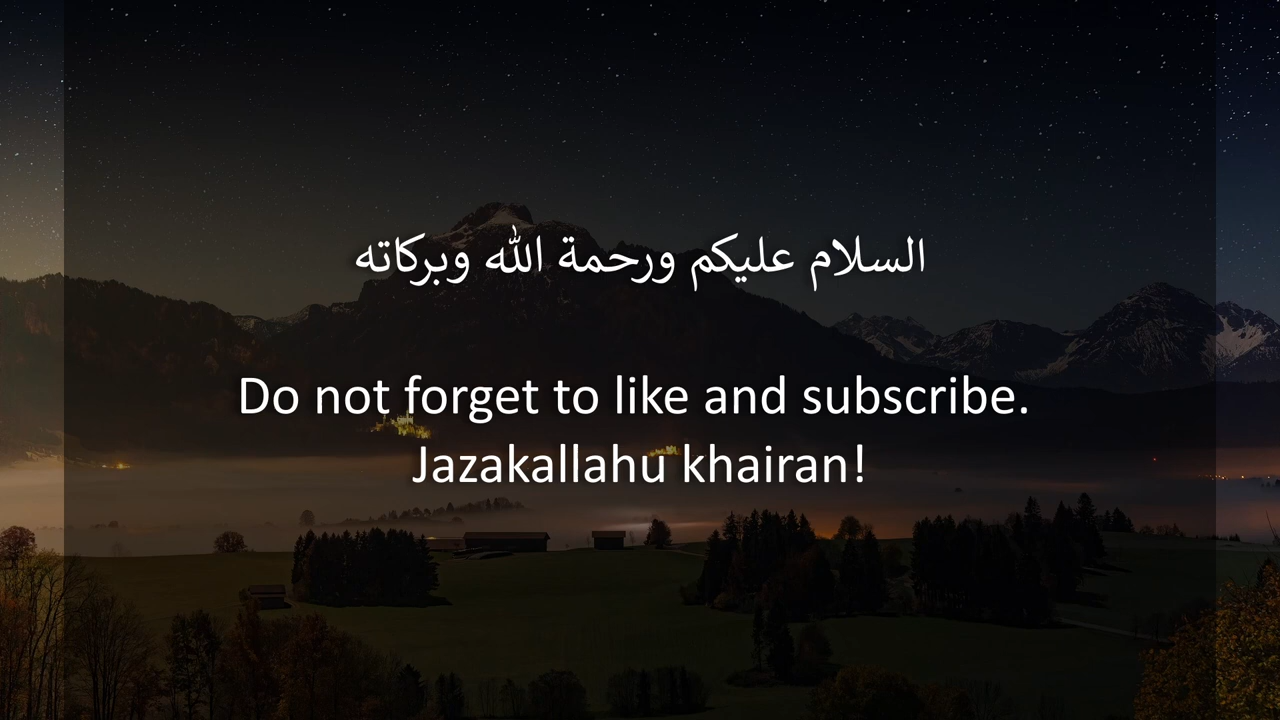 السلام عليكم ورحمة الله وبركاته
Do not forget to like and subscribe.
Jazakallahu khairan!